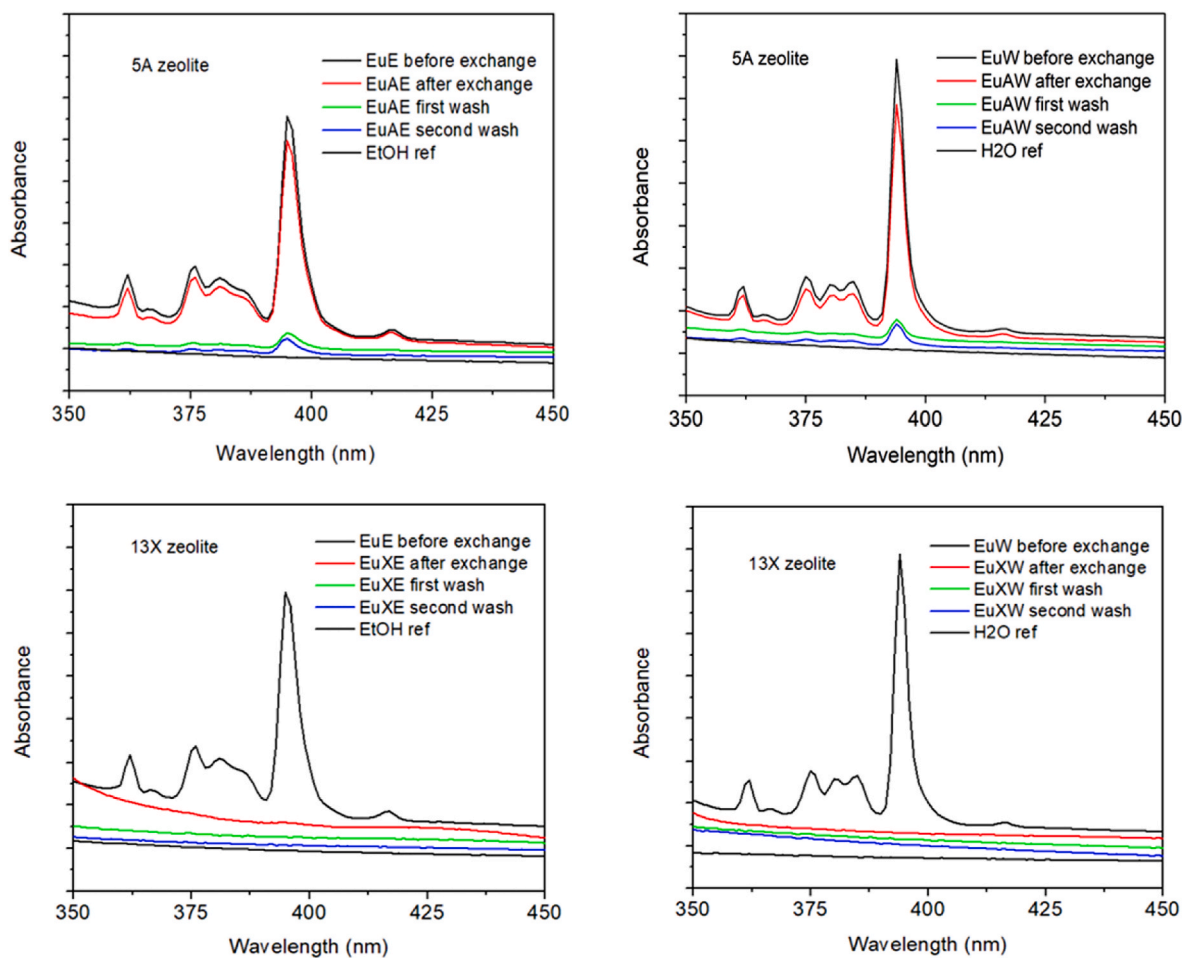 5A zeolite
EuE before exchange
EuAE after exchange
EuAE first wash
EuAE second wash
EtOH ref
Absorbance
350 375 400 425 450
Wavelength (nm)
5A zeolite
EuW before exchange
EuAW after exchange
EuAW first wash
EuAW second wash
H2O ref
Absorbance
350 375 400 425 450
Wavelength (nm)
13X zeolite
EuE before exchange
EuXE after exchange
EuXE first wash
EuXE second wash
EtOH ref
Absorbance
350 375 400 425 450
Wavelength (nm)
13X zeolite
EuW before exchange
EuXW after exchange
EuXW first wash
EuXW second wash
H2O ref
Absorbance
350 375 400 425 450
Wavelength (nm)